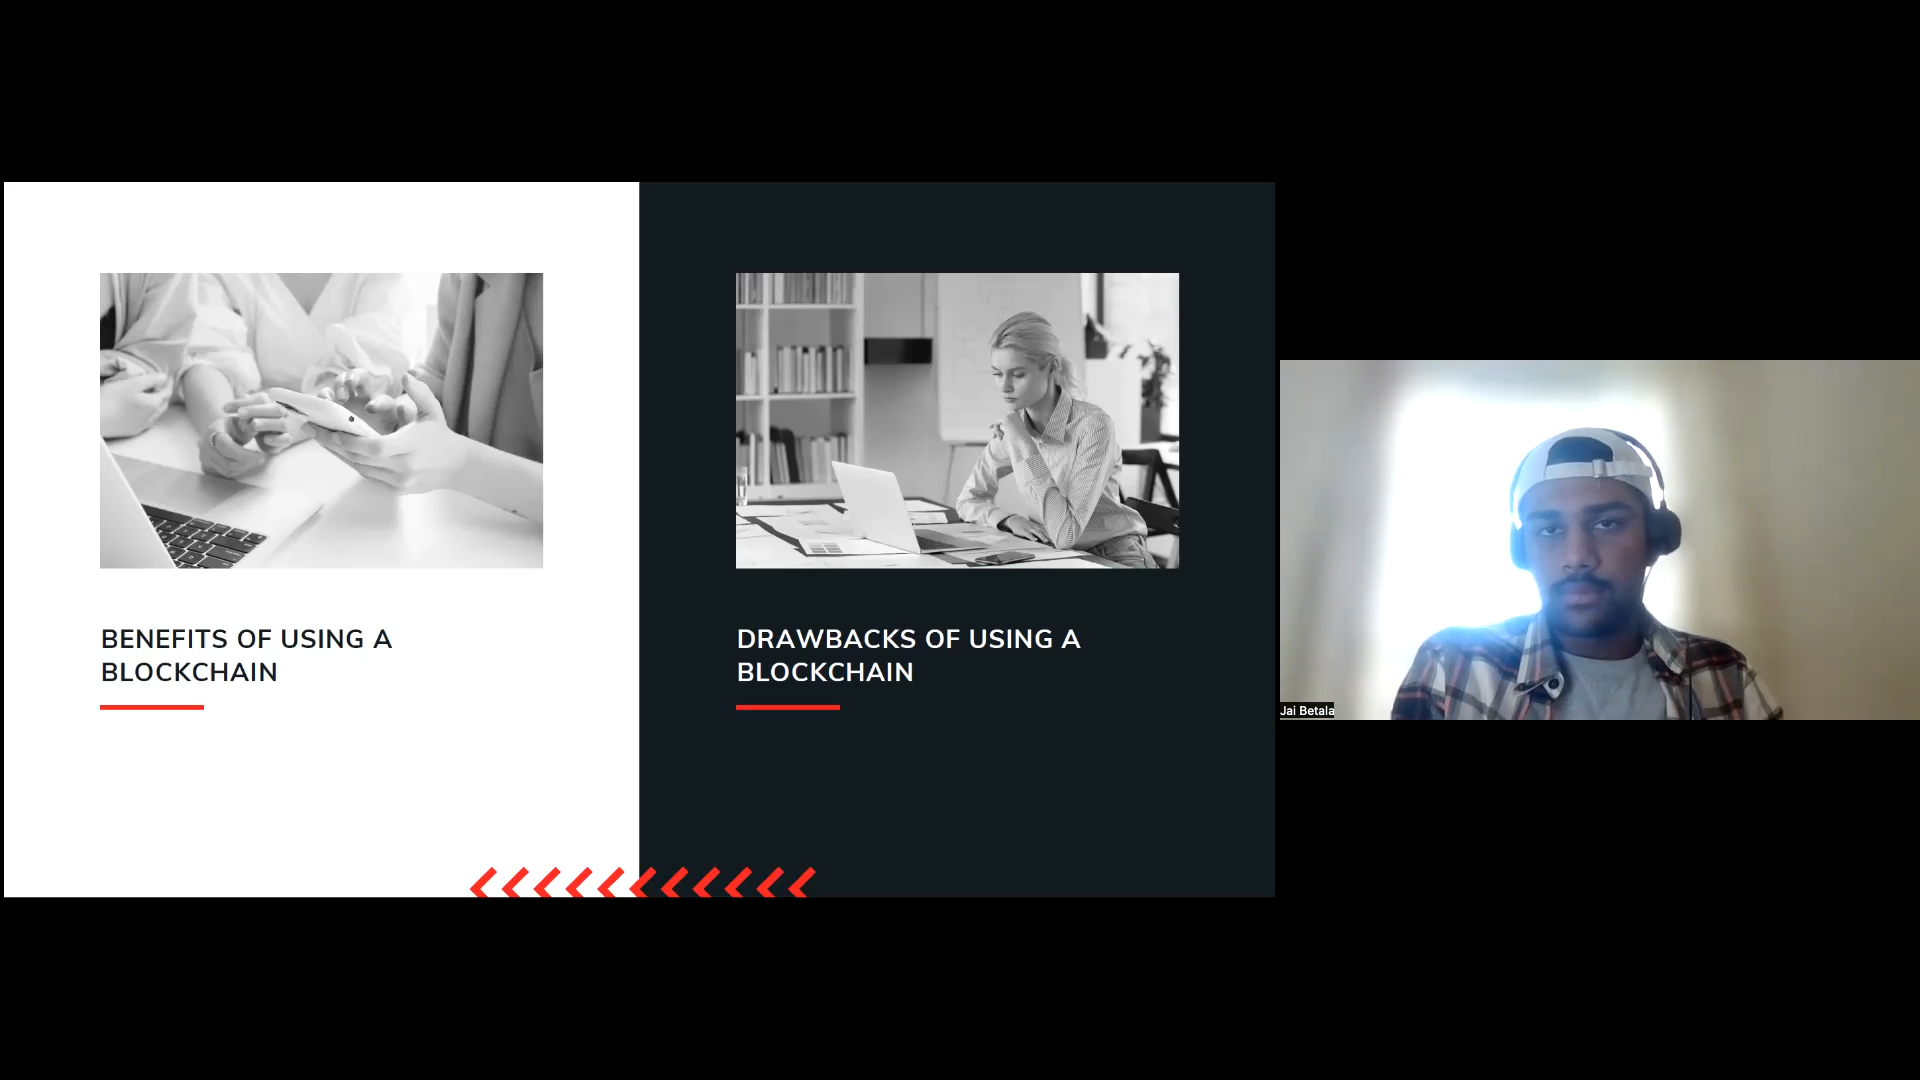 BENEFITS OF USING A
BLOCKCHAIN
DRAWBACKS OF USING A
BLOCKCHAIN
Jai Betala